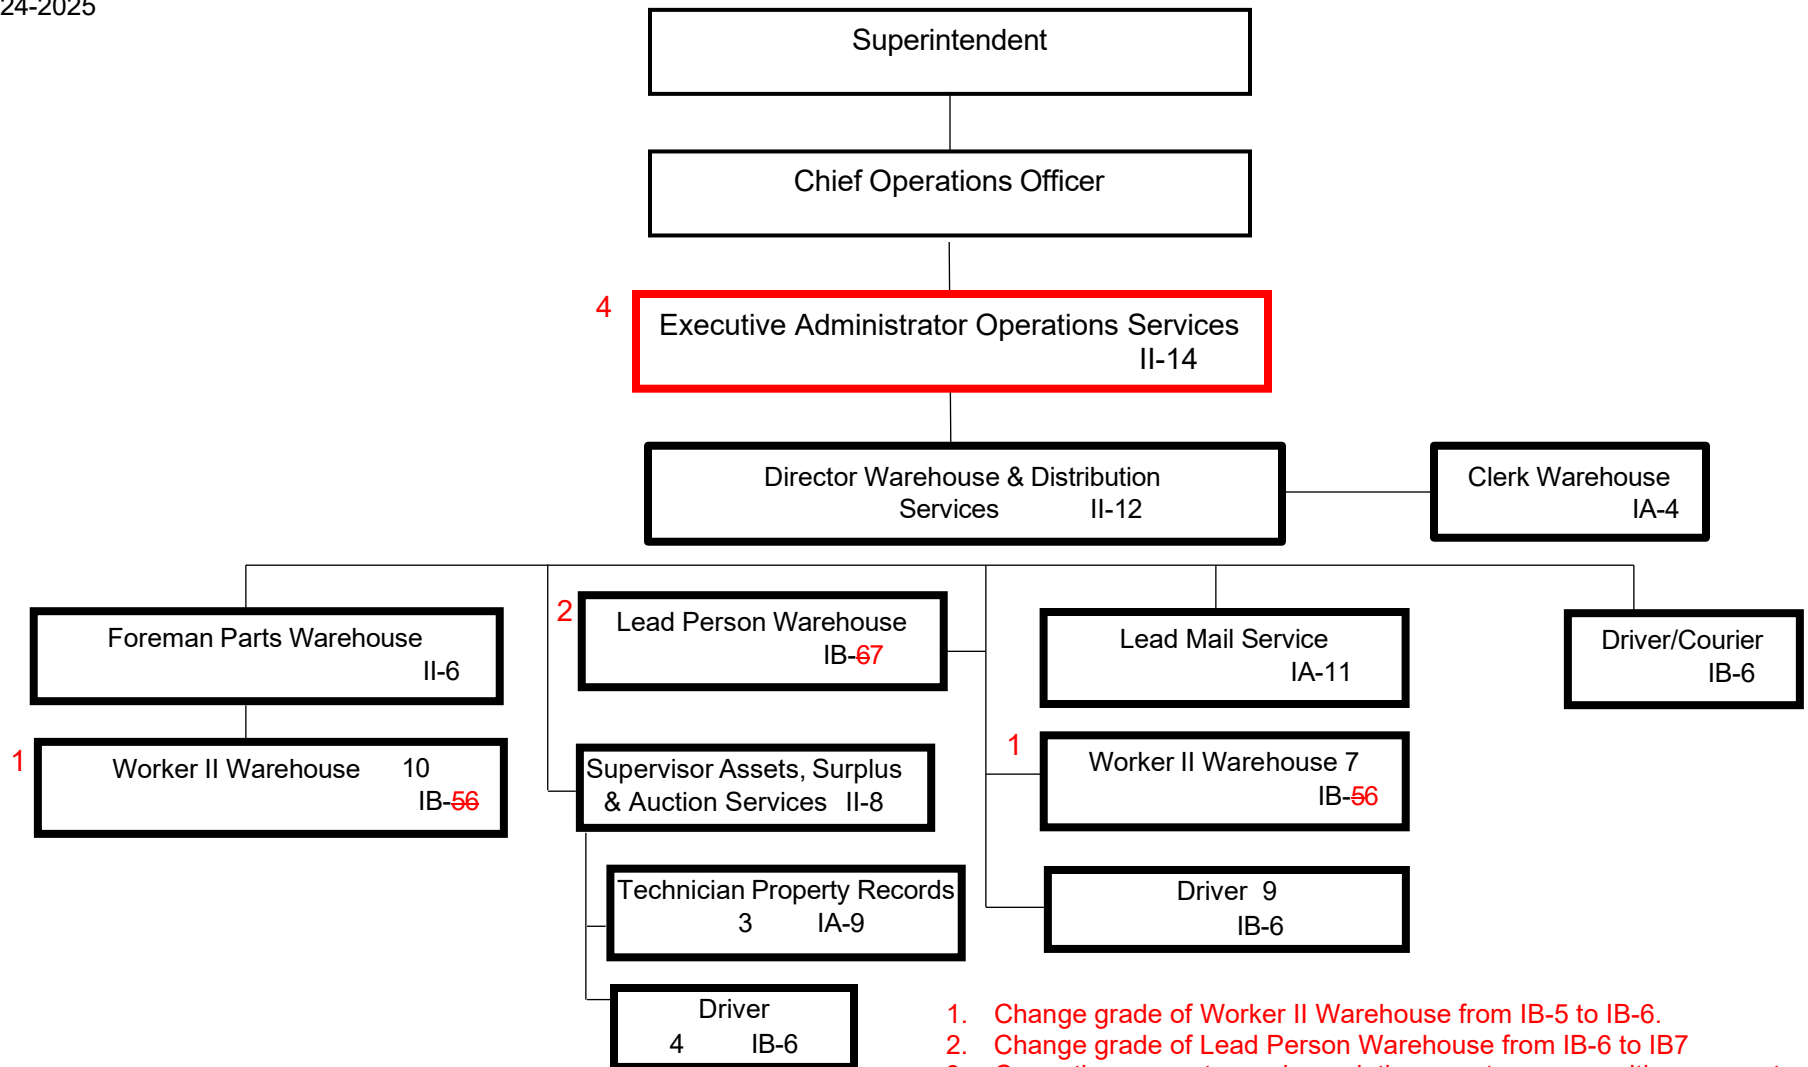 24-2025
Superintendent
Chief Operations Officer
4
Executive Administrator Operations Services
II-14
Director Warehouse & Distribution
Services II-12
Clerk Warehouse
IA-4
Foreman Parts Warehouse
II-6
2
Lead Person Warehouse
IB-67
Lead Mail Service
IA-11
Driver/Courier
IB-6
1
Worker II Warehouse 10
IB-56
Supervisor Assets, Surplus
& Auction Services II-8
1
Worker II Warehouse 7
IB-56
Technician Property Records
3 IA-9
Driver 9
IB-6
Driver
4 IB-6
1. Change grade of Worker II Warehouse from IB-5 to IB-6.
2. Change grade of Lead Person Warehouse from IB-6 to IB7